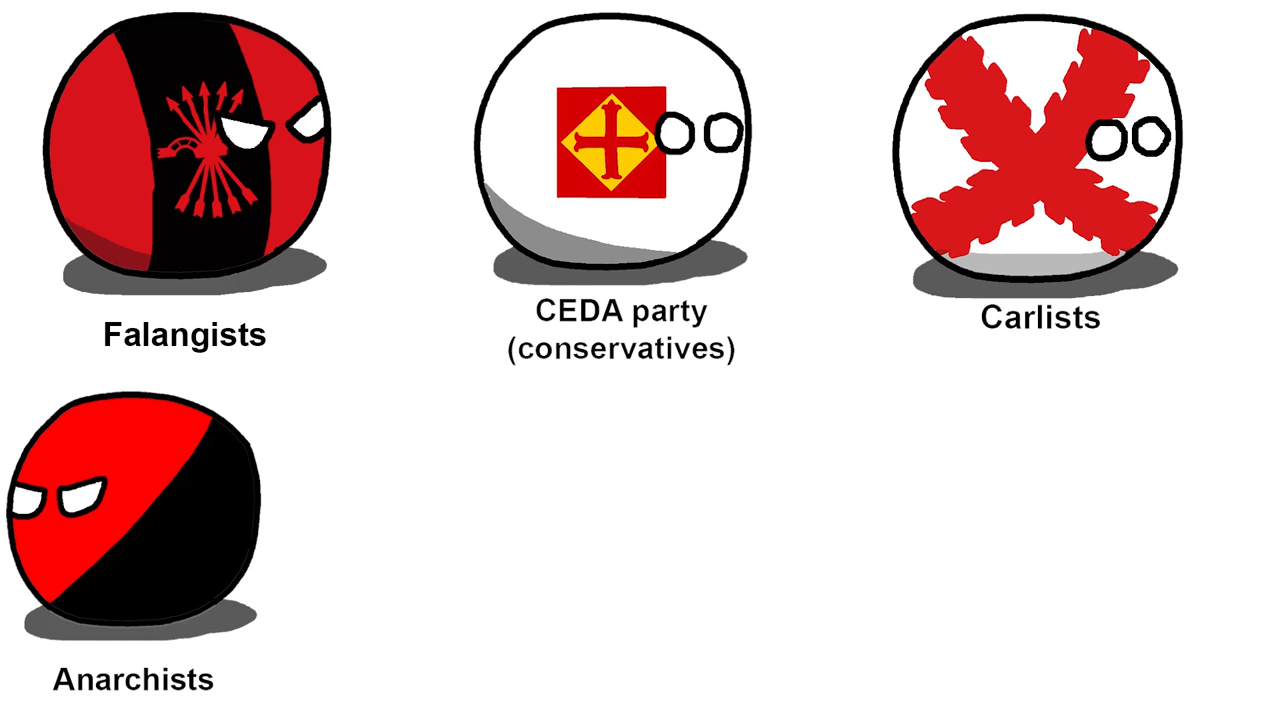 Falangists
CEDA party
(conservatives)
Carlists
Anarchists